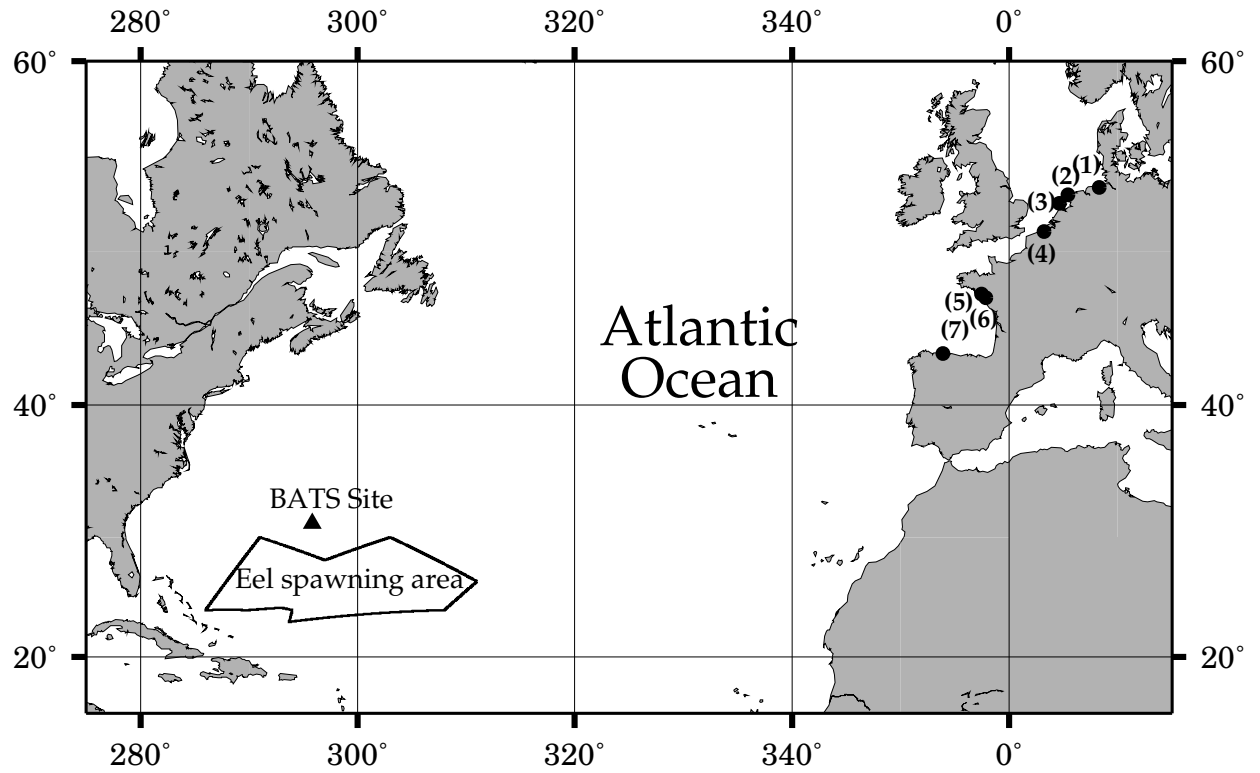 280° 300° 320° 340° 0°
60° 60°
(1)
(2)
(3)
(4)
(5)
(6)
(7)
Atlantic
Ocean
40° 40°
BATS Site
Eel spawning area
20° 20°
280° 300° 320° 340° 0°